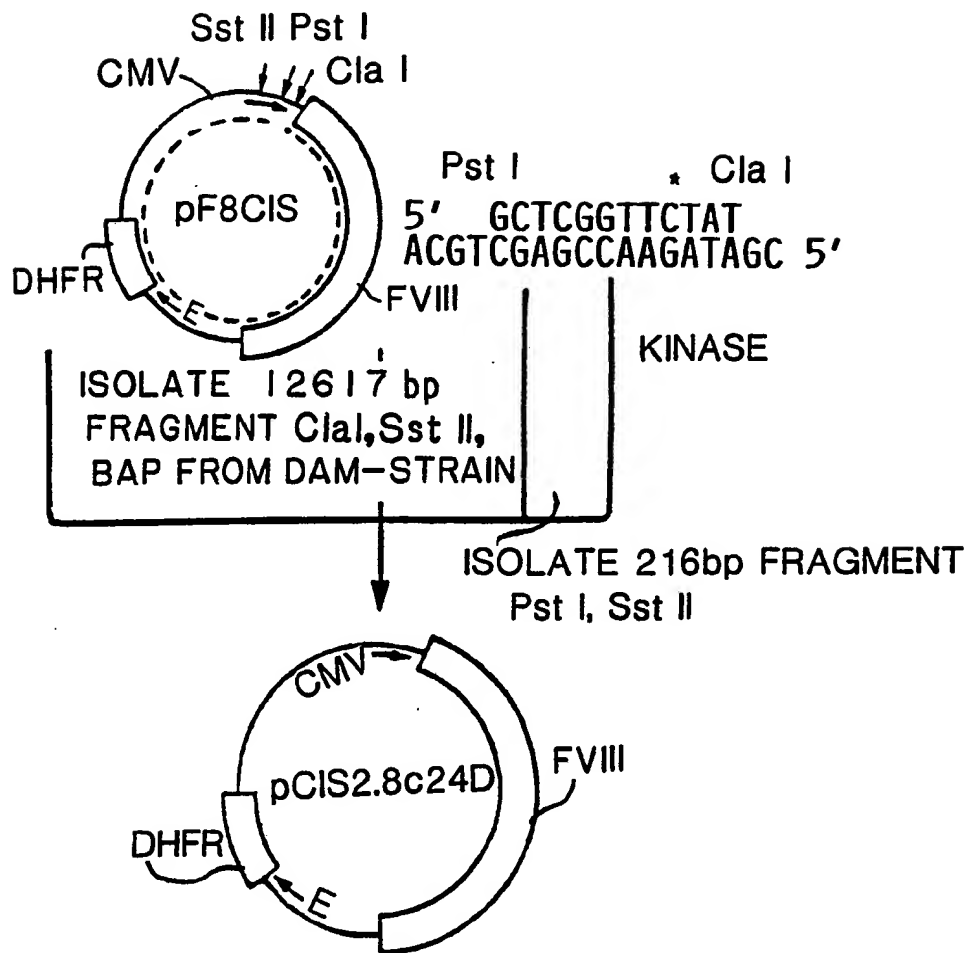 Sst II Pst I
CMV
Cla I
pF8CIS
DHFR
E
FVIII
Pst I * Cla I
5' GCTCGGTTCTAT
ACGTCGAGCCAAGATAGC 5'
KINASE
ISOLATE 12617 bp
FRAGMENT ClaI, Sst II,
BAP FROM DAM-STRAIN
ISOLATE 216bp FRAGMENT
Pst I, Sst II
CMV
pCIS2.8c24D
FVIII
DHFR
E